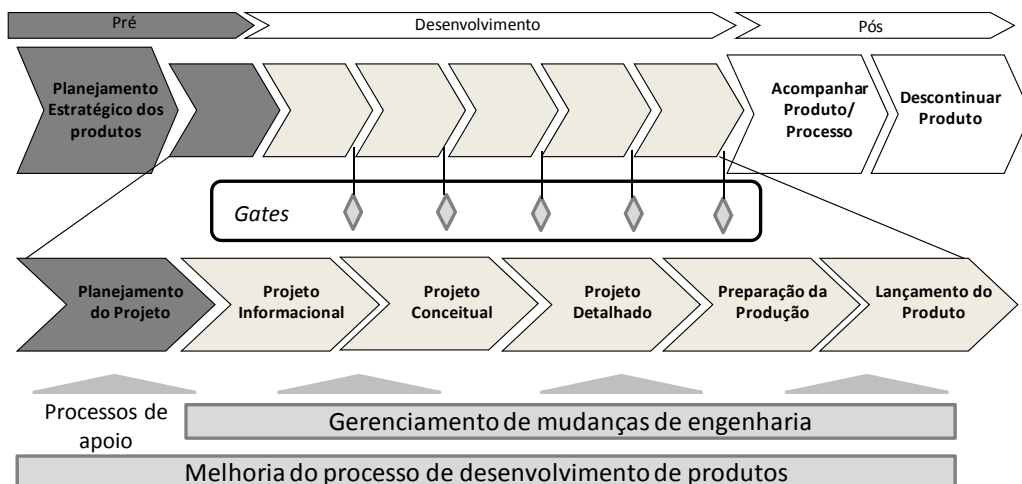 Pré
Desenvolvimento
Pós
Planejamento
Estratégico dos
produtos
Acompanhar
Produto/
Processo
Descontinuar
Produto
Gates
Planejamento
do Projeto
Projeto
Informacional
Projeto
Conceitual
Projeto
Detalhado
Preparação da
Produção
Lançamento do
Produto
Processos de
apoio
Gerenciamento de mudanças de engenharia
Melhoria do processo de desenvolvimento de produtos